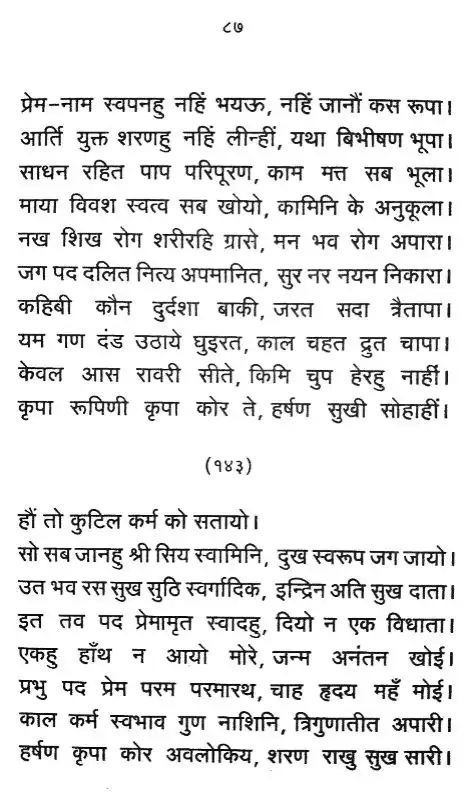 ८७
प्रेम-नाम स्वपनहु नहिं भयऊ, नहिं जानौं कस रूपा।
आर्ति युक्त शरणहु नहिं लीन्हीं, यथा बिभीषण भूपा।
साधन रहित पाप परिपूरण, काम मत्त सब भूला।
माया विवश स्वत्व सब खोयो, कामिनि के अनुकूला।
नख शिख रोग शरीरहि ग्रासे, मन भव रोग अपारा।
जग पद दलित नित्य अपमानित, सुर नर नयन निकारा।
कहिबी कौन दुर्दशा बाकी, जरत सदा त्रैतापा।
यम गण दंड उठाये घुइरत, काल चहत द्रुत चापा।
केवल आस रावरी सीते, किमि चुप हेरहु नाहीं।
कृपा रूपिणी कृपा कोर ते, हर्षण सुखी सोहाहीं।
(१४३)
हौं तो कुटिल कर्म को सतायो।
सो सब जानहु श्री सिय स्वामिनि, दुख स्वरूप जग जायो।
उत भव रस सुख सुठि स्वर्गादिक, इन्द्रिन अति सुख दाता।
इत तव पद प्रेमामृत स्वादहु, दियो न एक विधाता।
एकहु हाँथ न आयो मोरे, जन्म अनंतन खोई।
प्रभु पद प्रेम परम परमारथ, चाह हृदय महँ मोई।
काल कर्म स्वभाव गुण नाशिनि, त्रिगुणातीत अपारी।
हर्षण कृपा कोर अवलोकिय, शरण राखु सुख सारी।